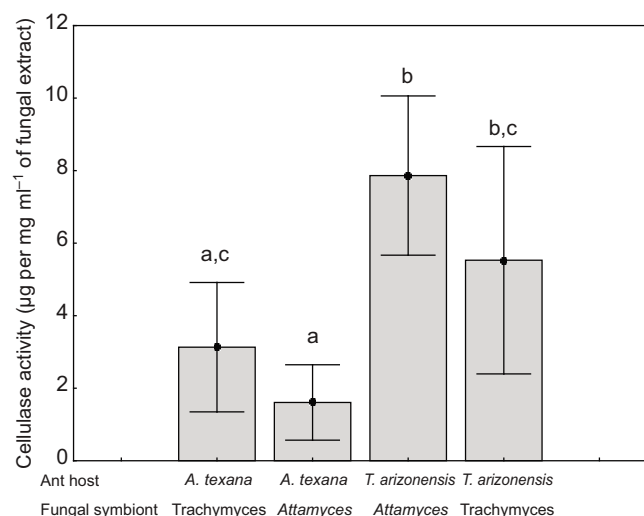 Cellulase activity (µg per mg ml⁻¹ of fungal extract)
12
10
8
6
4
2
0
a,c
a
b
b,c
Ant host A. texana A. texana T. arizonensis T. arizonensis
Fungal symbiont Trachymyces Attamyces Attamyces Trachymyces